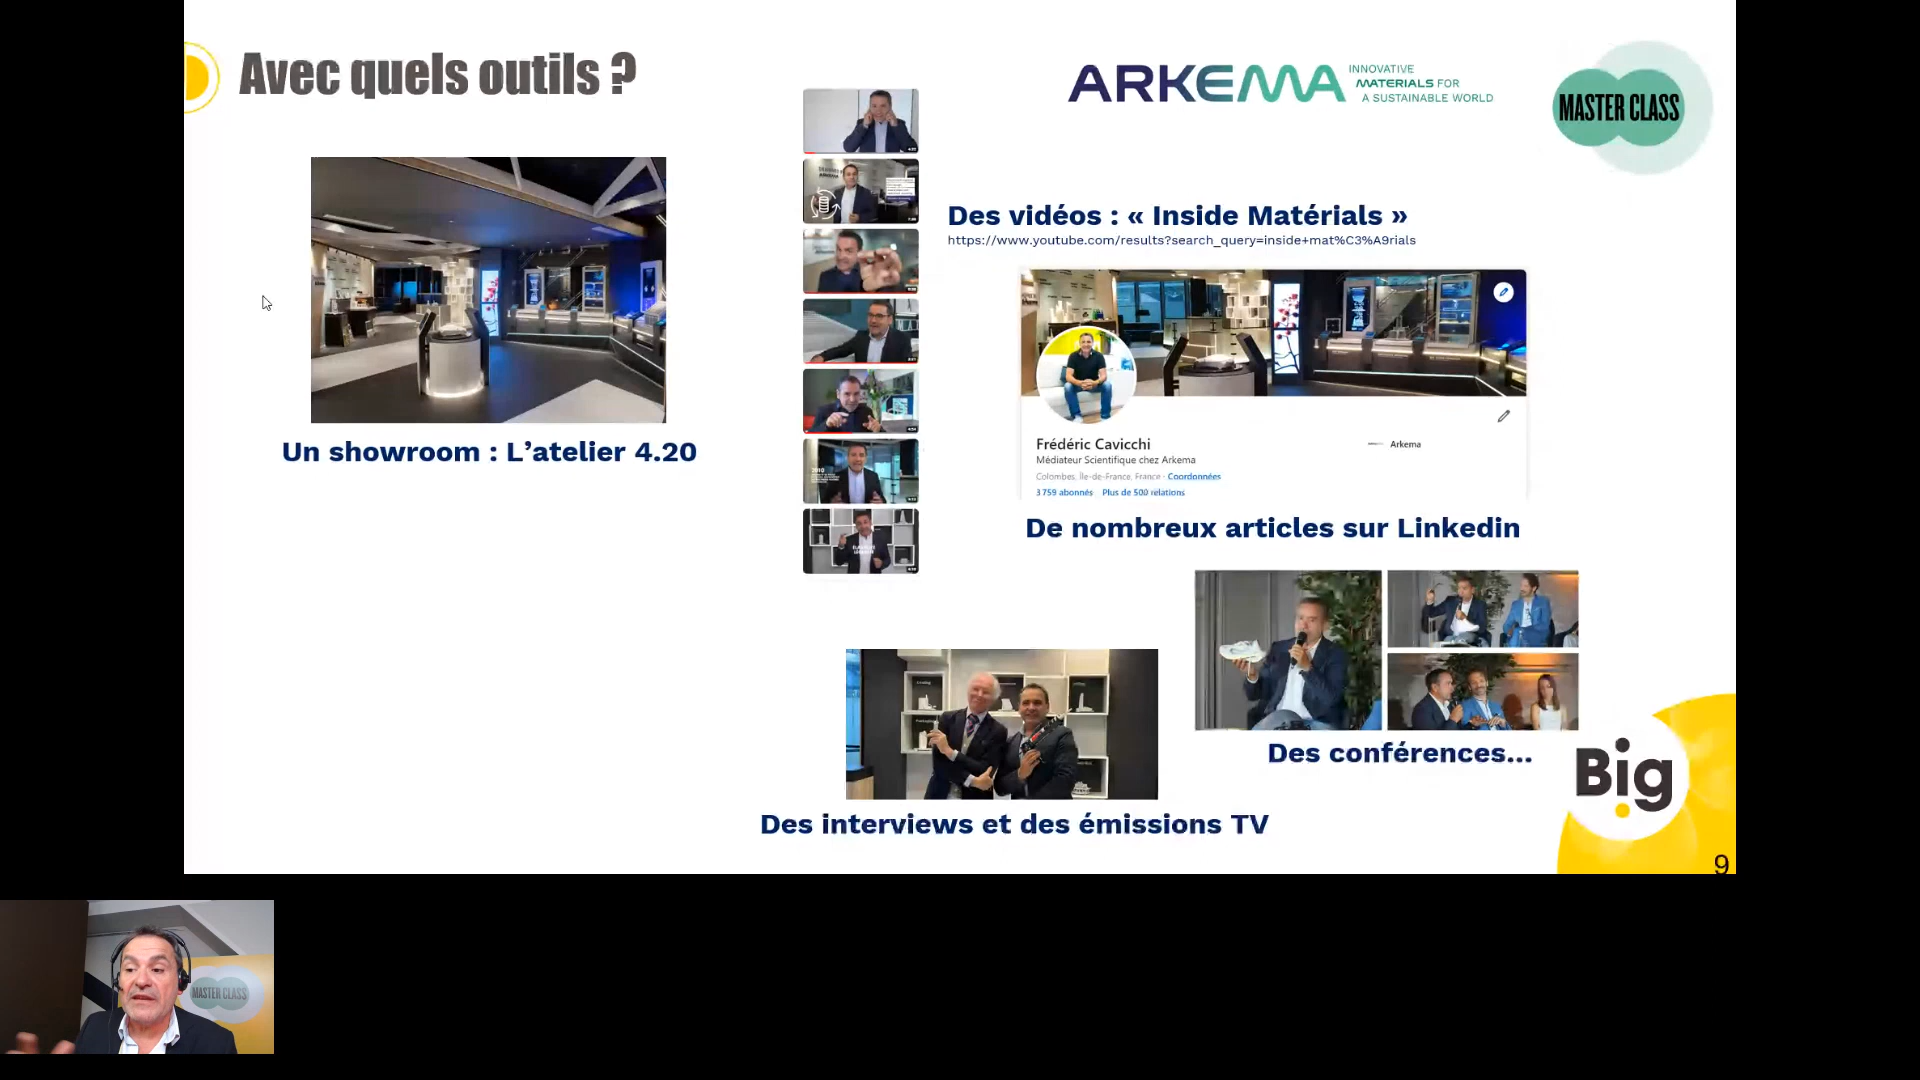 Avec quels outils ?
ARKEMA
INNOVATIVE
MATERIALS FOR
A SUSTAINABLE WORLD
MASTER CLASS
Un showroom : L’atelier 4.20
Des vidéos : « Inside Matérials »
https://www.youtube.com/results?search_query=inside+mat%C3%A9rials
Frédéric Cavicchi
Arkema
Médiateur Scientifique chez Arkema
Colombes, Île-de-France, France · Coordonnées
3 759 abonnés Plus de 500 relations
De nombreux articles sur Linkedin
Des conférences...
Des interviews et des émissions TV
Big
9
MASTER CLASS